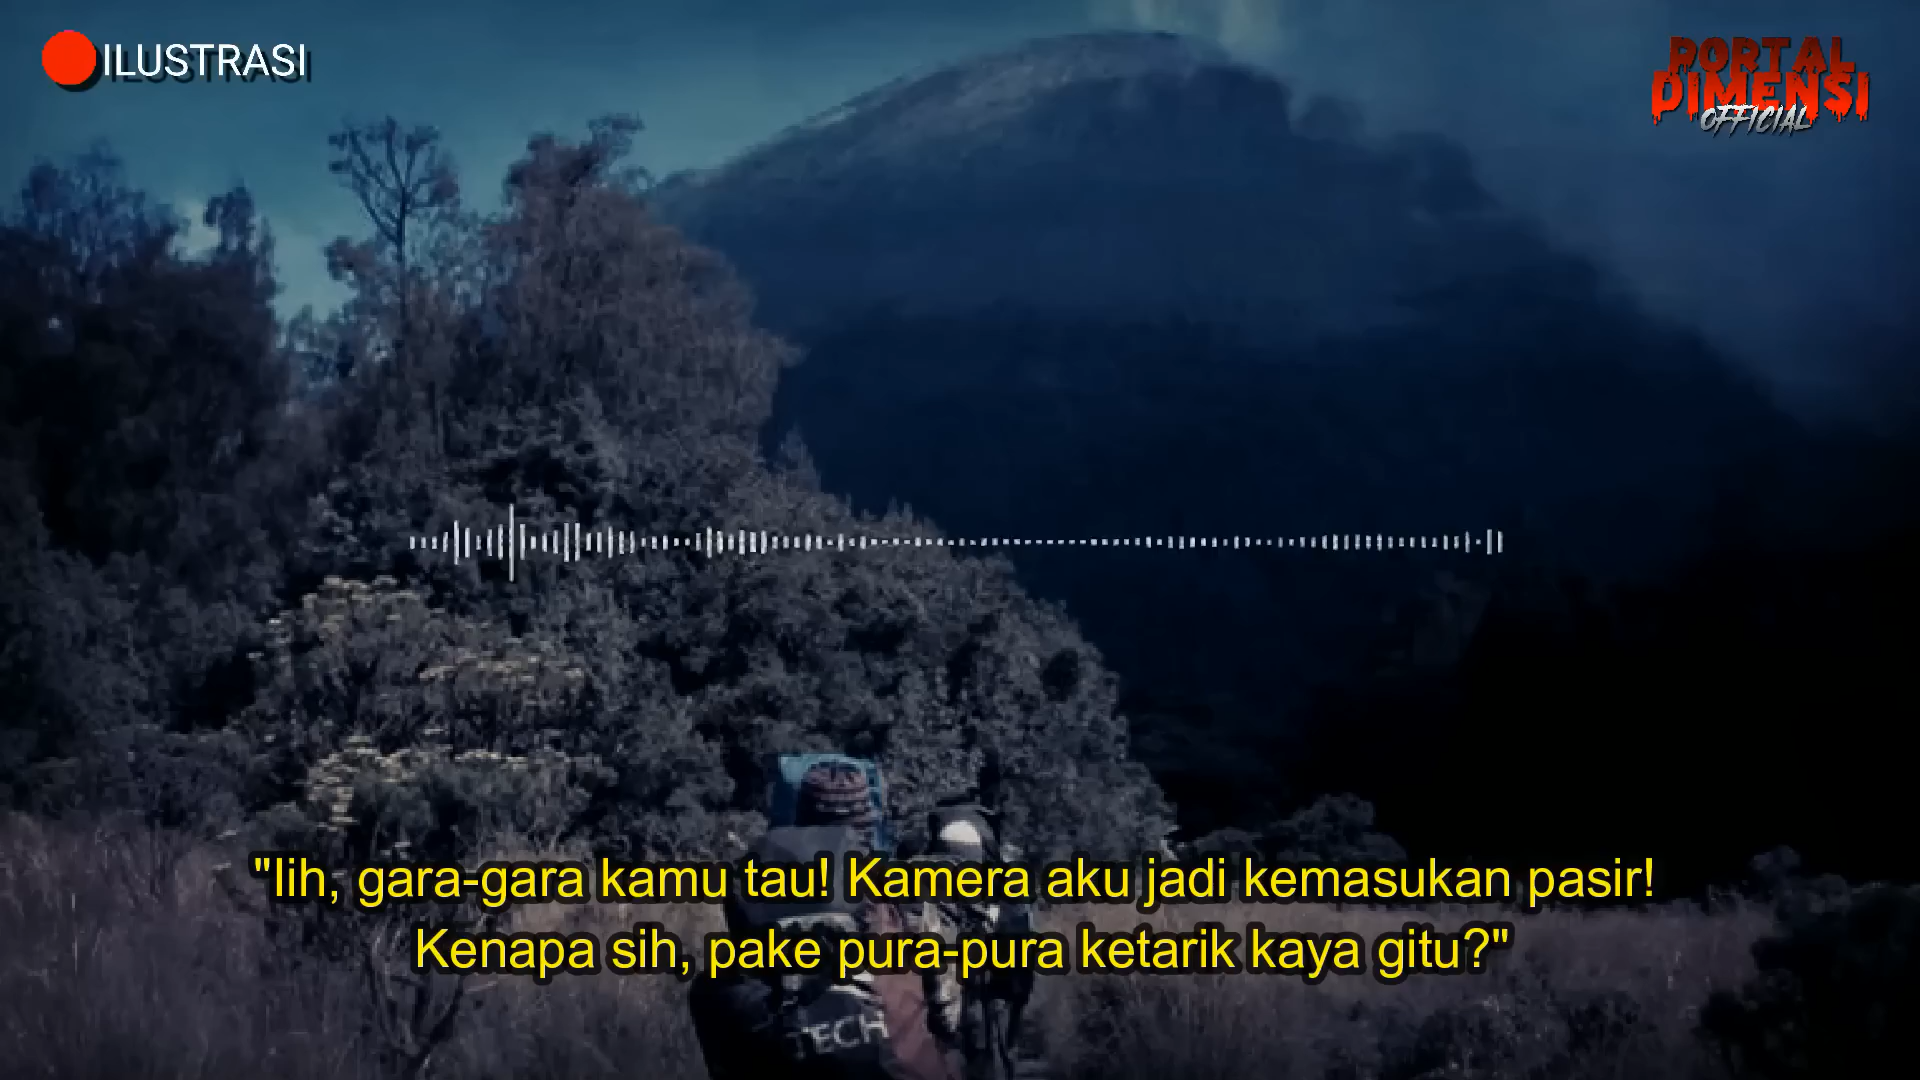 ILUSTRASI
PORTAL
DIMENSI
OFFICIAL
"Iih, gara-gara kamu tau! Kamera aku jadi kemasukan pasir!
Kenapa sih, pake pura-pura ketarik kaya gitu?"
TECH